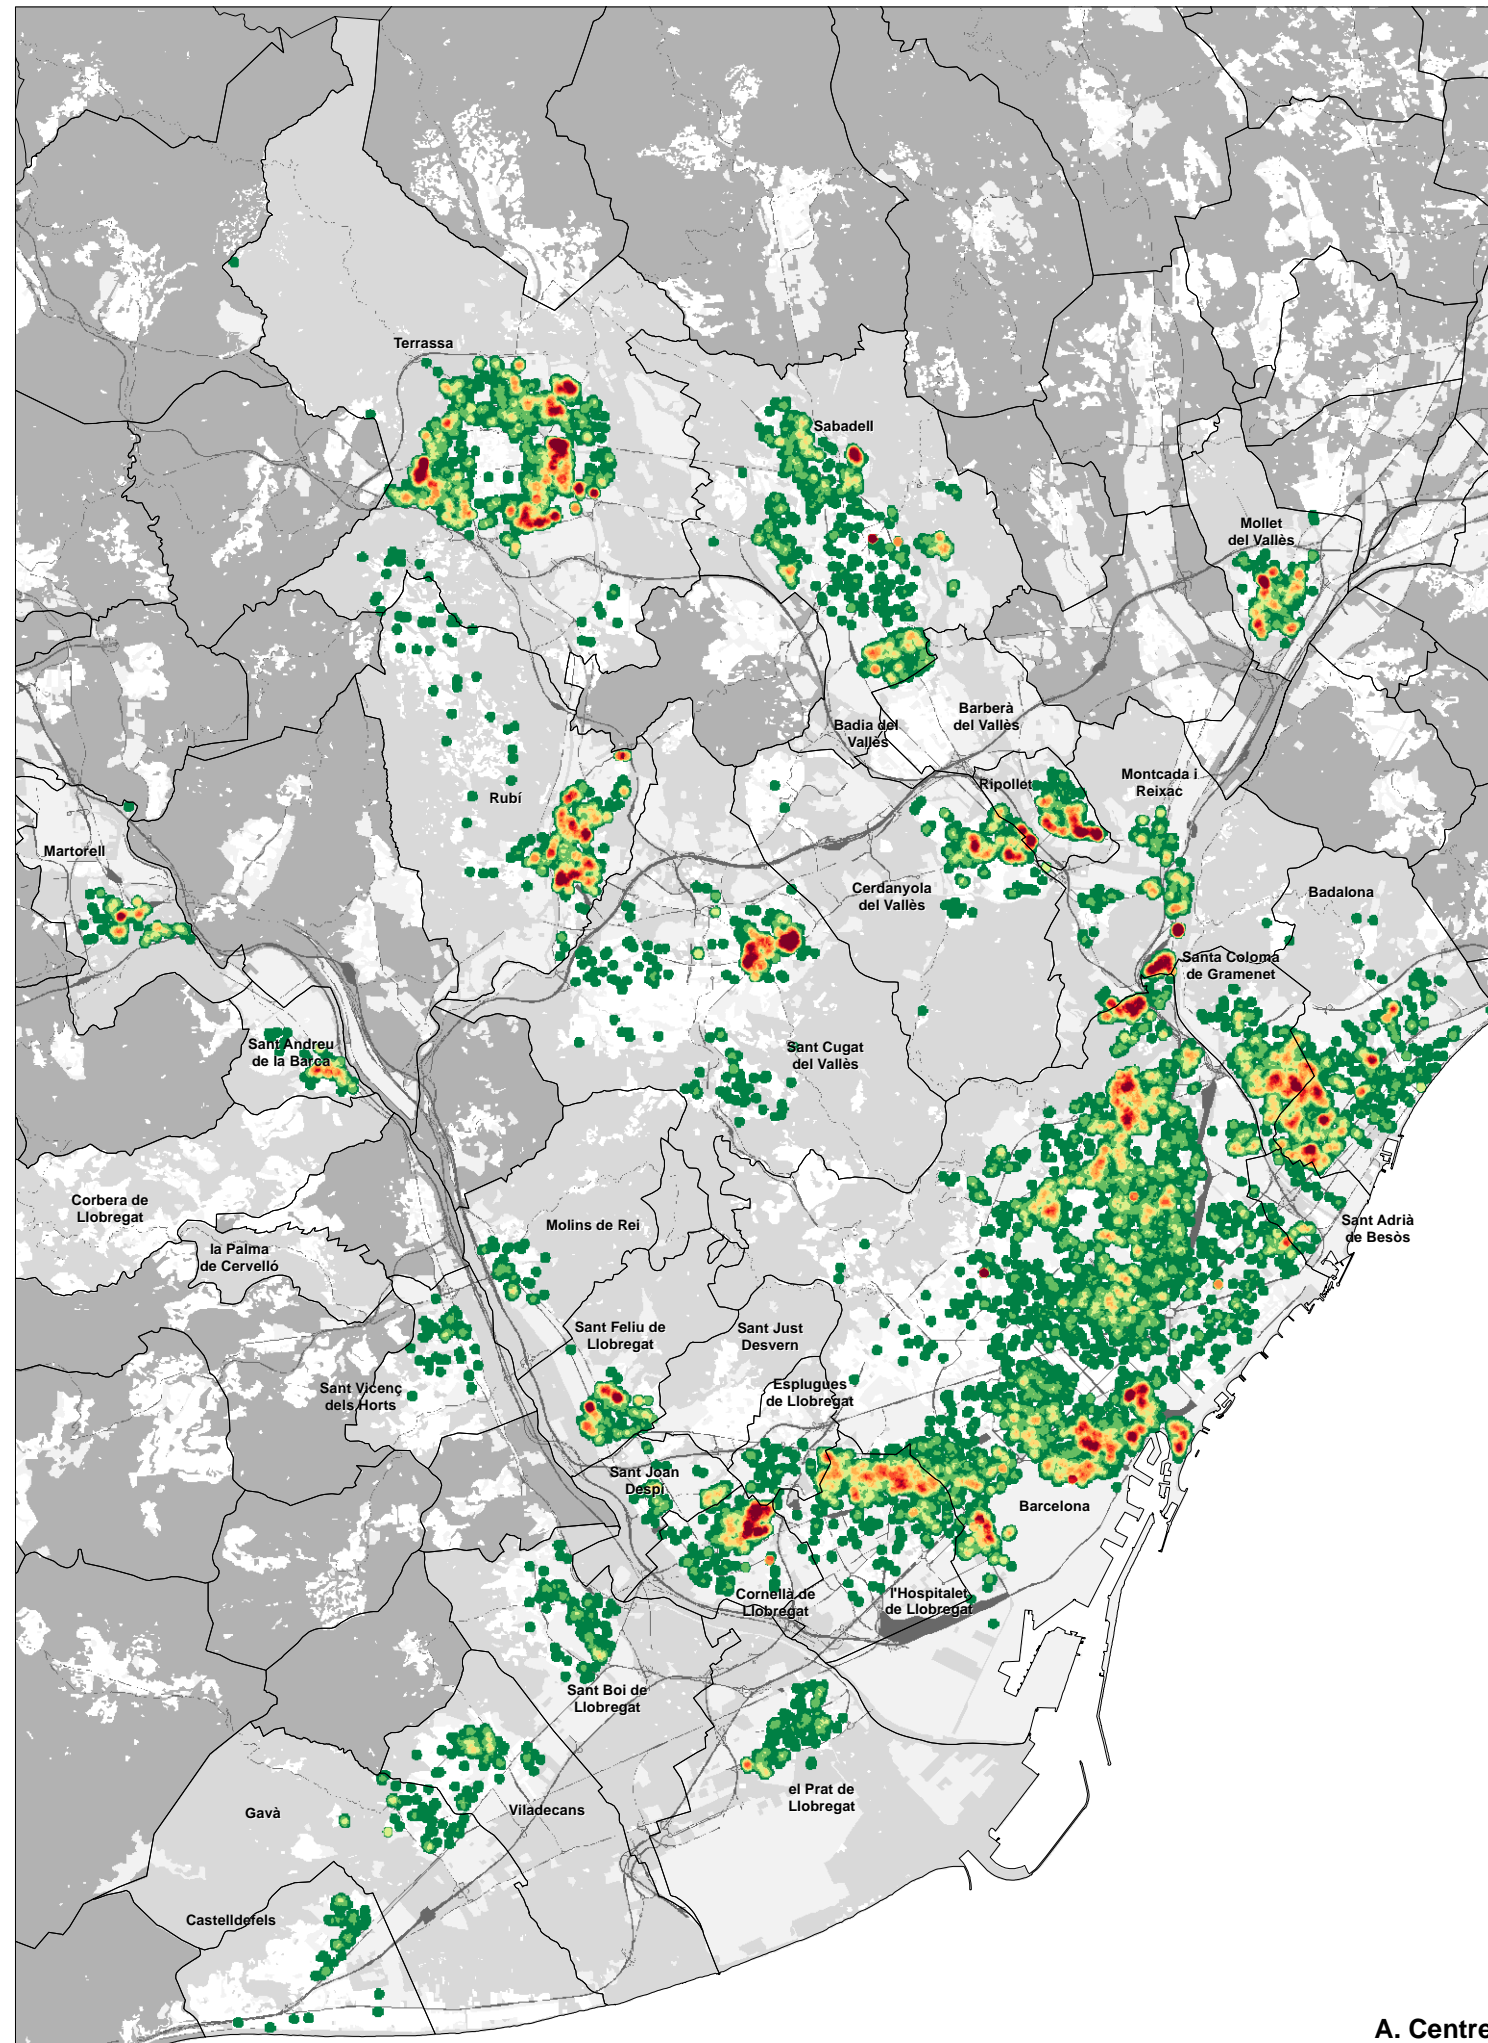 Terrassa
Sabadell
Mollet
del Vallès
Badia del
Vallès
Barberà
del Vallès
Rubí
Ripollet
Montcada i
Reixac
Martorell
Cerdanyola
del Vallès
Badalona
Santa Coloma
de Gramenet
Sant Andreu
de la Barca
Sant Cugat
del Vallès
Corbera de
Llobregat
Molins de Rei
la Palma
de Cervelló
Sant Adrià
de Besòs
Sant Feliu de
Llobregat
Sant Just
Desvern
Sant Vicenç
dels Horts
Esplugues
de Llobregat
Sant Joan
Despí
Barcelona
Cornellà de
Llobregat
l'Hospitalet
de Llobregat
Sant Boi de
Llobregat
el Prat de
Llobregat
Gavà
Viladecans
Castelldefels
A. Centre